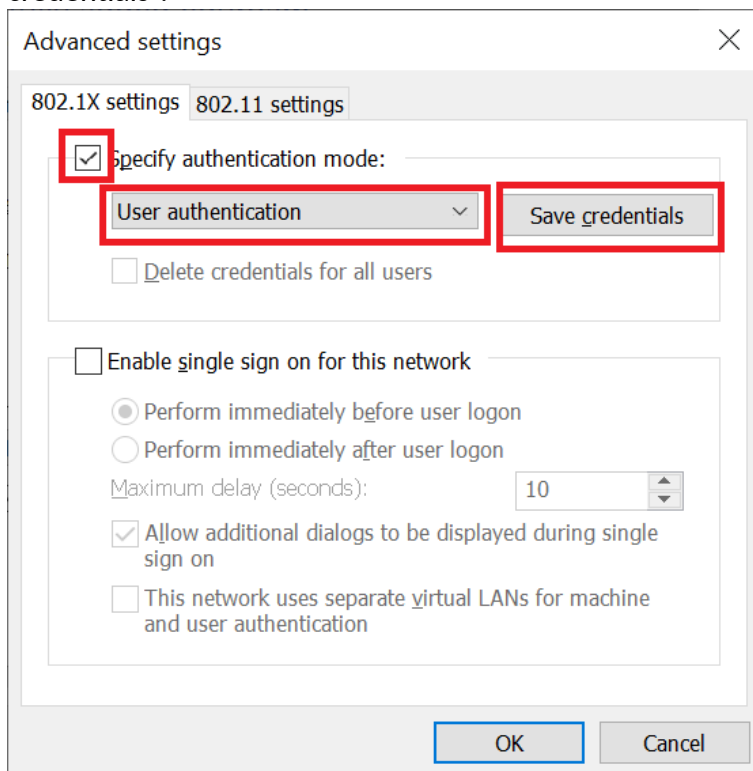 Advanced settings
802.1X settings 802.11 settings
Specify authentication mode:
User authentication
Save credentials
Delete credentials for all users
Enable single sign on for this network
Perform immediately before user logon
Perform immediately after user logon
Maximum delay (seconds): 10
Allow additional dialogs to be displayed during single
sign on
This network uses separate virtual LANs for machine
and user authentication
OK Cancel